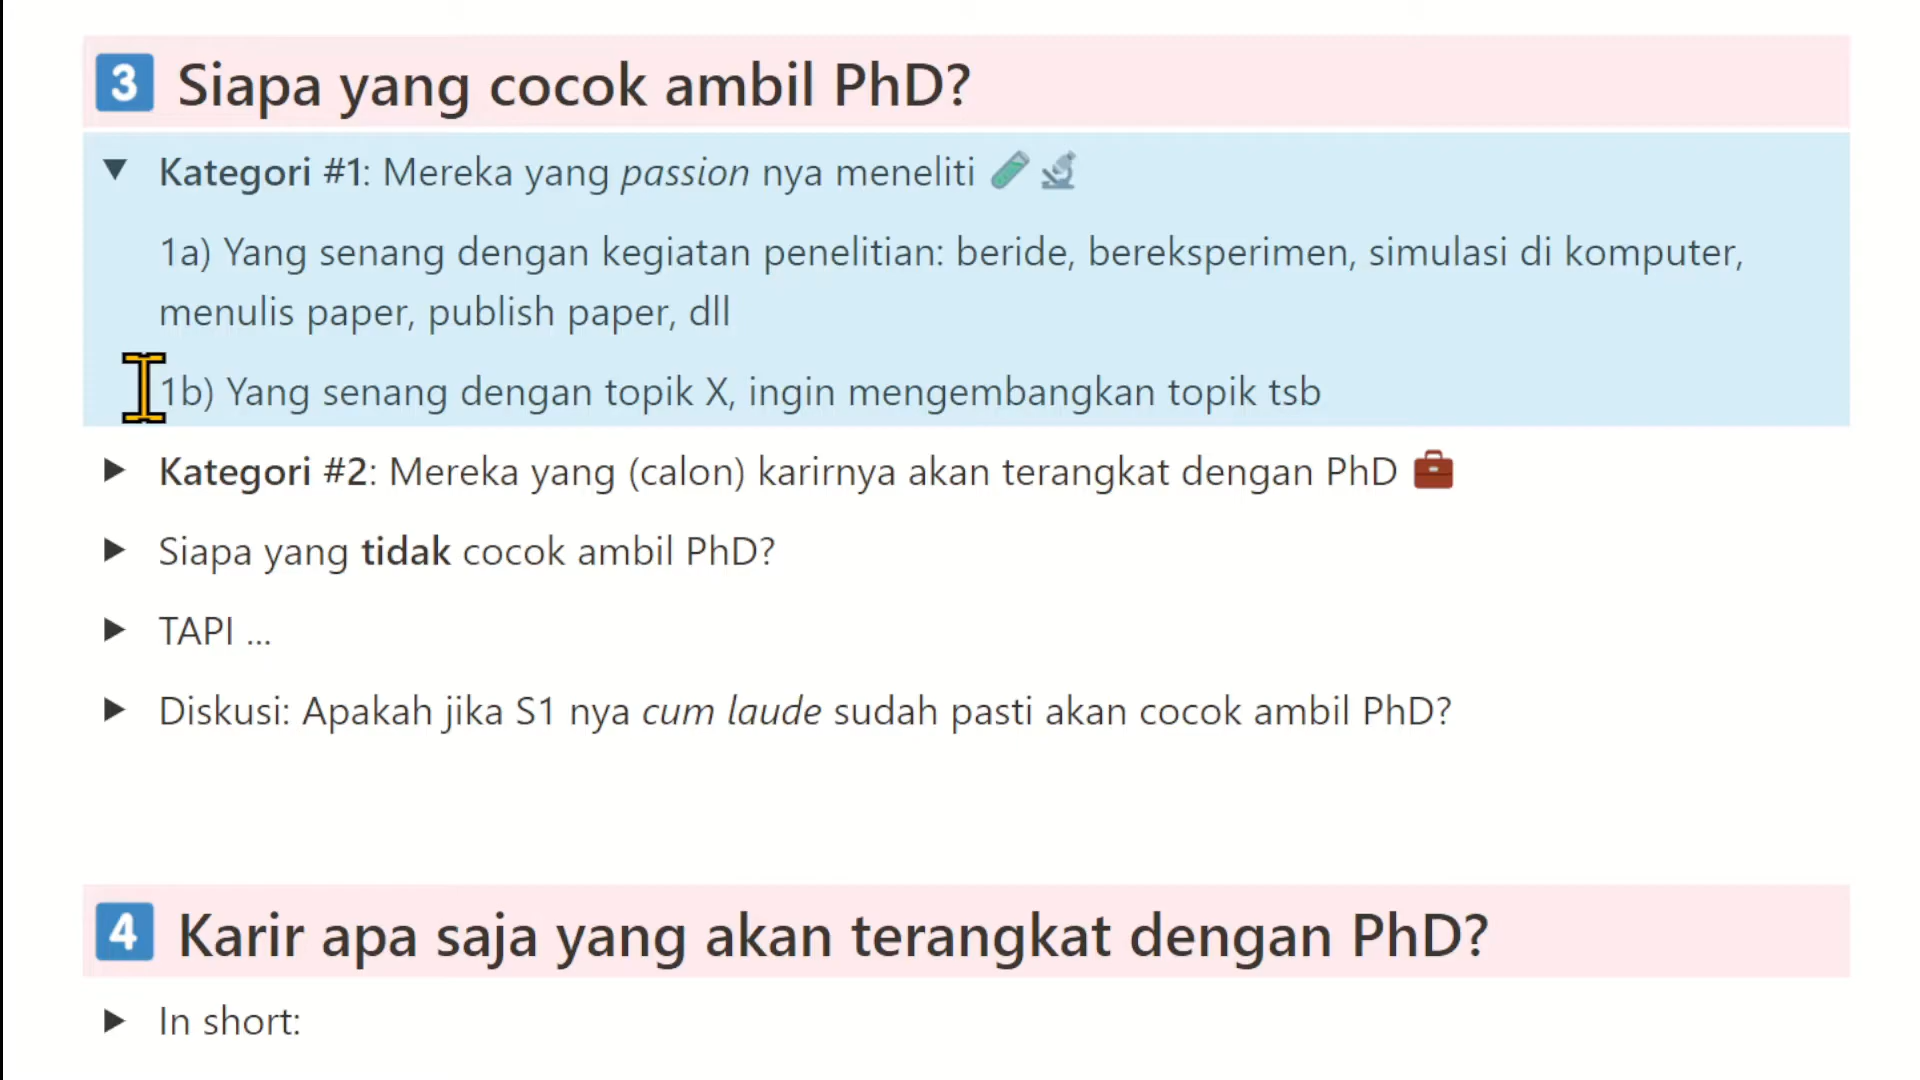 3 Siapa yang cocok ambil PhD?
Kategori #1: Mereka yang passion nya meneliti
1a) Yang senang dengan kegiatan penelitian: beride, bereksperimen, simulasi di komputer,
menulis paper, publish paper, dll
1b) Yang senang dengan topik X, ingin mengembangkan topik tsb
Kategori #2: Mereka yang (calon) karirnya akan terangkat dengan PhD
Siapa yang tidak cocok ambil PhD?
TAPI ...
Diskusi: Apakah jika S1 nya cum laude sudah pasti akan cocok ambil PhD?
4 Karir apa saja yang akan terangkat dengan PhD?
In short: